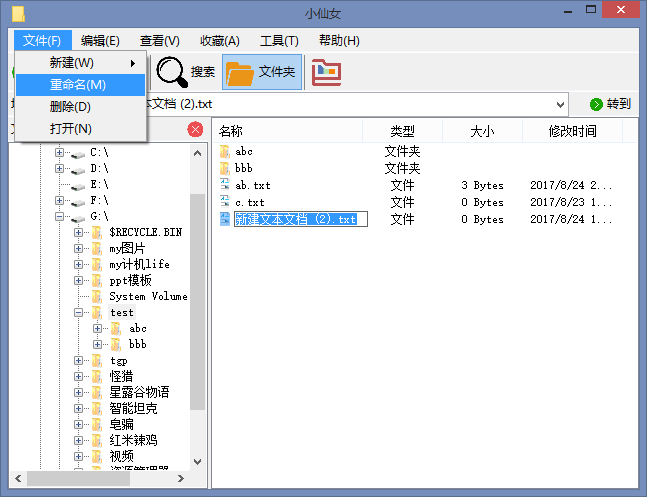 小仙女
文件(F) 编辑(E) 查看(V) 收藏(A) 工具(T) 帮助(H)
新建(W)
重命名(M)
删除(D)
打开(N)
搜索 文件夹
文档 (2).txt 转到
名称 类型 大小 修改时间
C:\
D:\
E:\
F:\
G:\
$RECYCLE.BIN
my图片
my计机life
ppt模板
System Volume
test
abc
bbb
tgp
怪猎
星露谷物语
智能坦克
皂骗
红米辣鸡
视频
资源管理器
abc 文件夹
bbb 文件夹
ab.txt 文件 3 Bytes 2017/8/24 2...
c.txt 文件 0 Bytes 2017/8/23 1...
新建文本文档 (2).txt 文件 0 Bytes 2017/8/24 1...